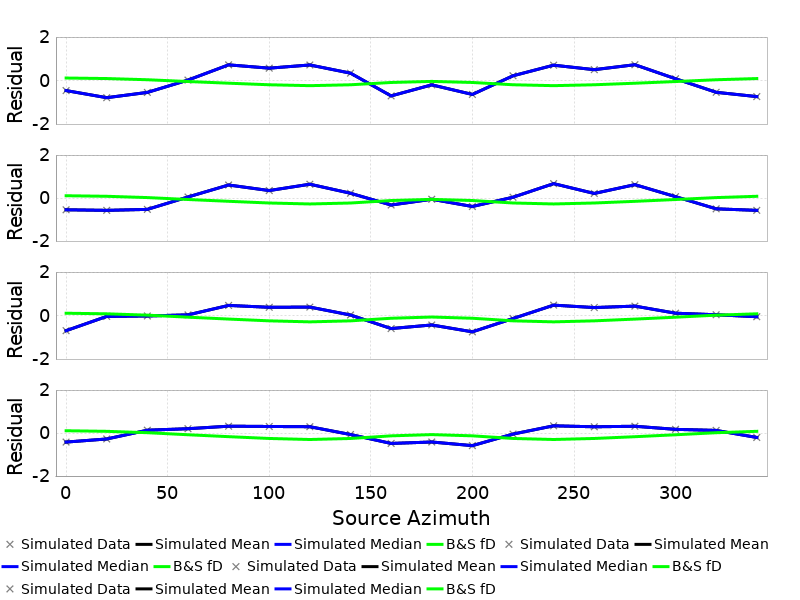 2
0
-2
Residual
2
0
-2
Residual
2
0
-2
Residual
2
0
-2
Residual
0 50 100 150 200 250 300
Source Azimuth
× Simulated Data Simulated Mean Simulated Median B&S fD × Simulated Data Simulated Mean
Simulated Median B&S fD × Simulated Data Simulated Mean Simulated Median B&S fD
× Simulated Data Simulated Mean Simulated Median B&S fD